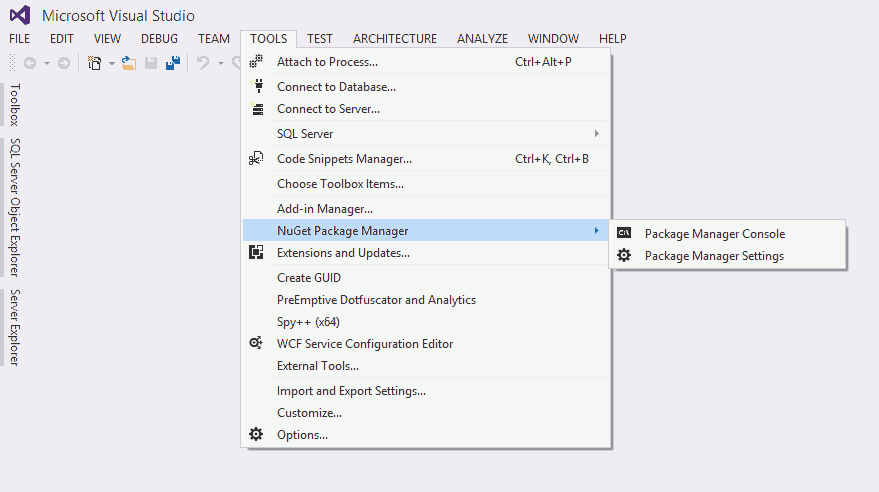 Microsoft Visual Studio
FILE EDIT VIEW DEBUG TEAM TOOLS TEST ARCHITECTURE ANALYZE WINDOW HELP
Toolbox
SQL Server Object Explorer
Server Explorer
Attach to Process... Ctrl+Alt+P
Connect to Database...
Connect to Server...
SQL Server
Code Snippets Manager... Ctrl+K, Ctrl+B
Choose Toolbox Items...
Add-in Manager...
NuGet Package Manager
Package Manager Console
Package Manager Settings
Extensions and Updates...
Create GUID
PreEmptive Dotfuscator and Analytics
Spy++ (x64)
WCF Service Configuration Editor
External Tools...
Import and Export Settings...
Customize...
Options...